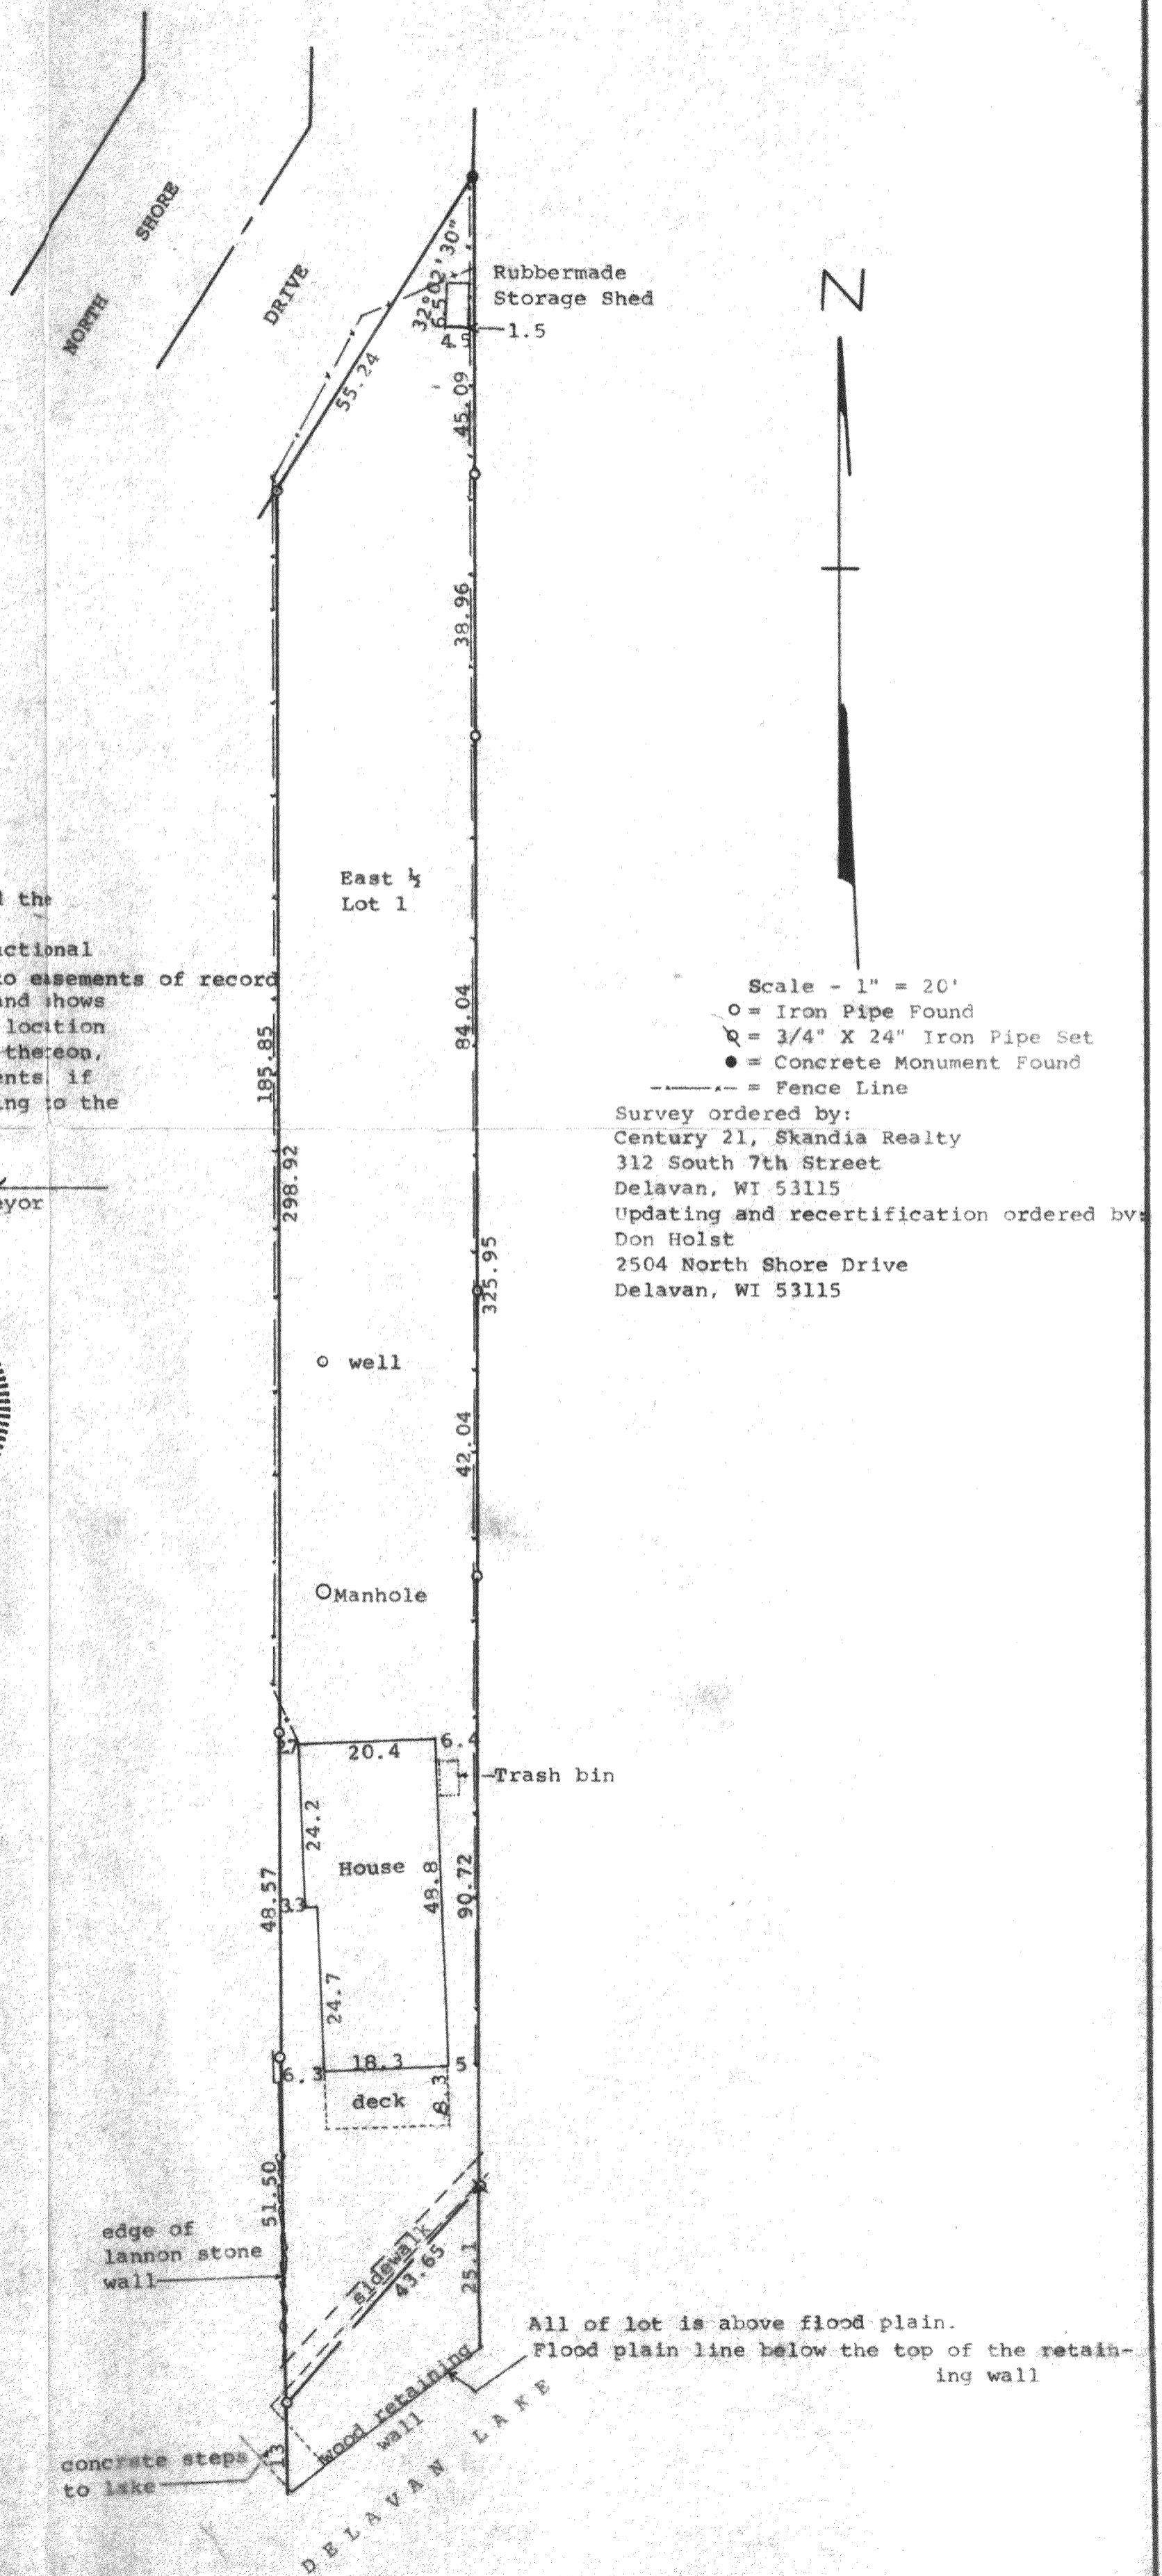 NORTH SHORE
DRIVE
32°02'30"
Rubbermade
Storage Shed
6.5
4.5
1.5
55.24
45.09
N
38.96
East ½
Lot 1
the
to easements of record
shows
location
thereon,
if
to the
Scale - 1" = 20'
= Iron Pipe Found
= 3/4" X 24" Iron Pipe Set
= Concrete Monument Found
= Fence Line
Survey ordered by:
Century 21, Skandia Realty
312 South 7th Street
Delavan, WI 53115
Updating and recertification ordered by:
Don Holst
2504 North Shore Drive
Delavan, WI 53115
84.04
185.85
298.92
325.95
well
42.04
Manhole
20.4
6.4
Trash bin
24.2
House
48.8
90.72
48.57
24.7
18.3
5
6.3
deck
8.3
51.50
edge of
lannon stone
wall
sidewalk
43.65
25.1
All of lot is above flood plain.
Flood plain line below the top of the retain-
ing wall
wood retaining
wall
13
concrete steps
to lake
DELAVAN LAKE